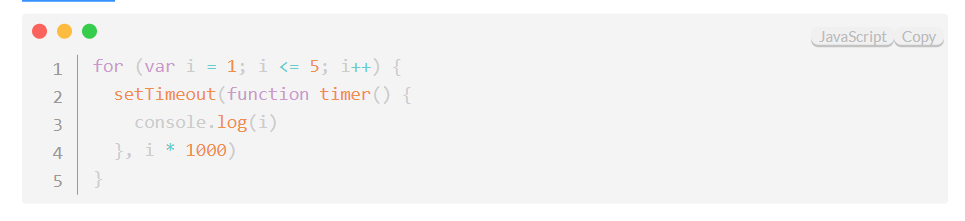 JavaScript Copy
1 for (var i = 1; i <= 5; i++) {
2   setTimeout(function timer() {
3     console.log(i)
4   }, i * 1000)
5 }